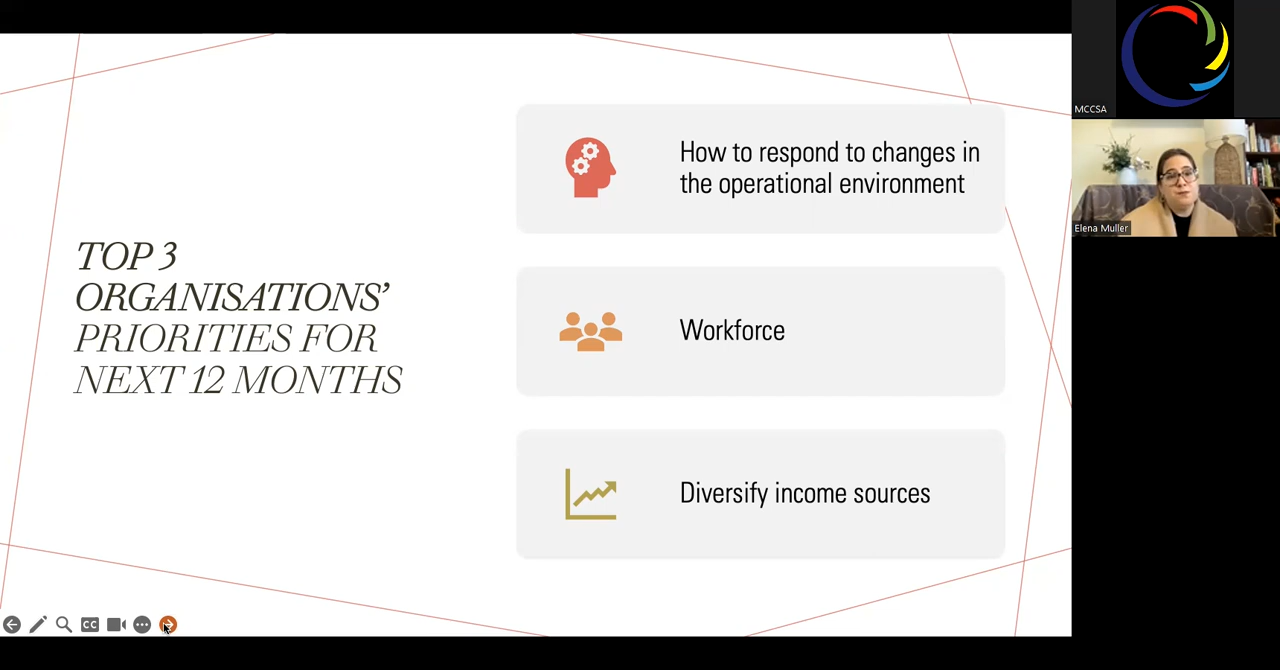 TOP 3
ORGANISATIONS’
PRIORITIES FOR
NEXT 12 MONTHS
How to respond to changes in
the operational environment
Workforce
Diversify income sources
CC
MCCSA
Elena Muller